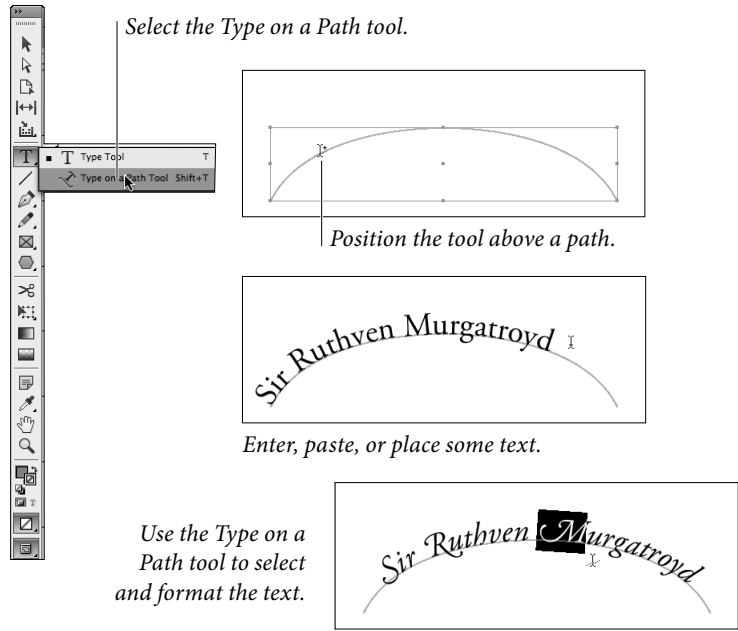 Select the Type on a Path tool.
T Type Tool T
Type on a Path Tool Shift+T
Position the tool above a path.
Sir Ruthven Murgatroyd
Enter, paste, or place some text.
Use the Type on a
Path tool to select
and format the text.
Sir Ruthven Murgatroyd